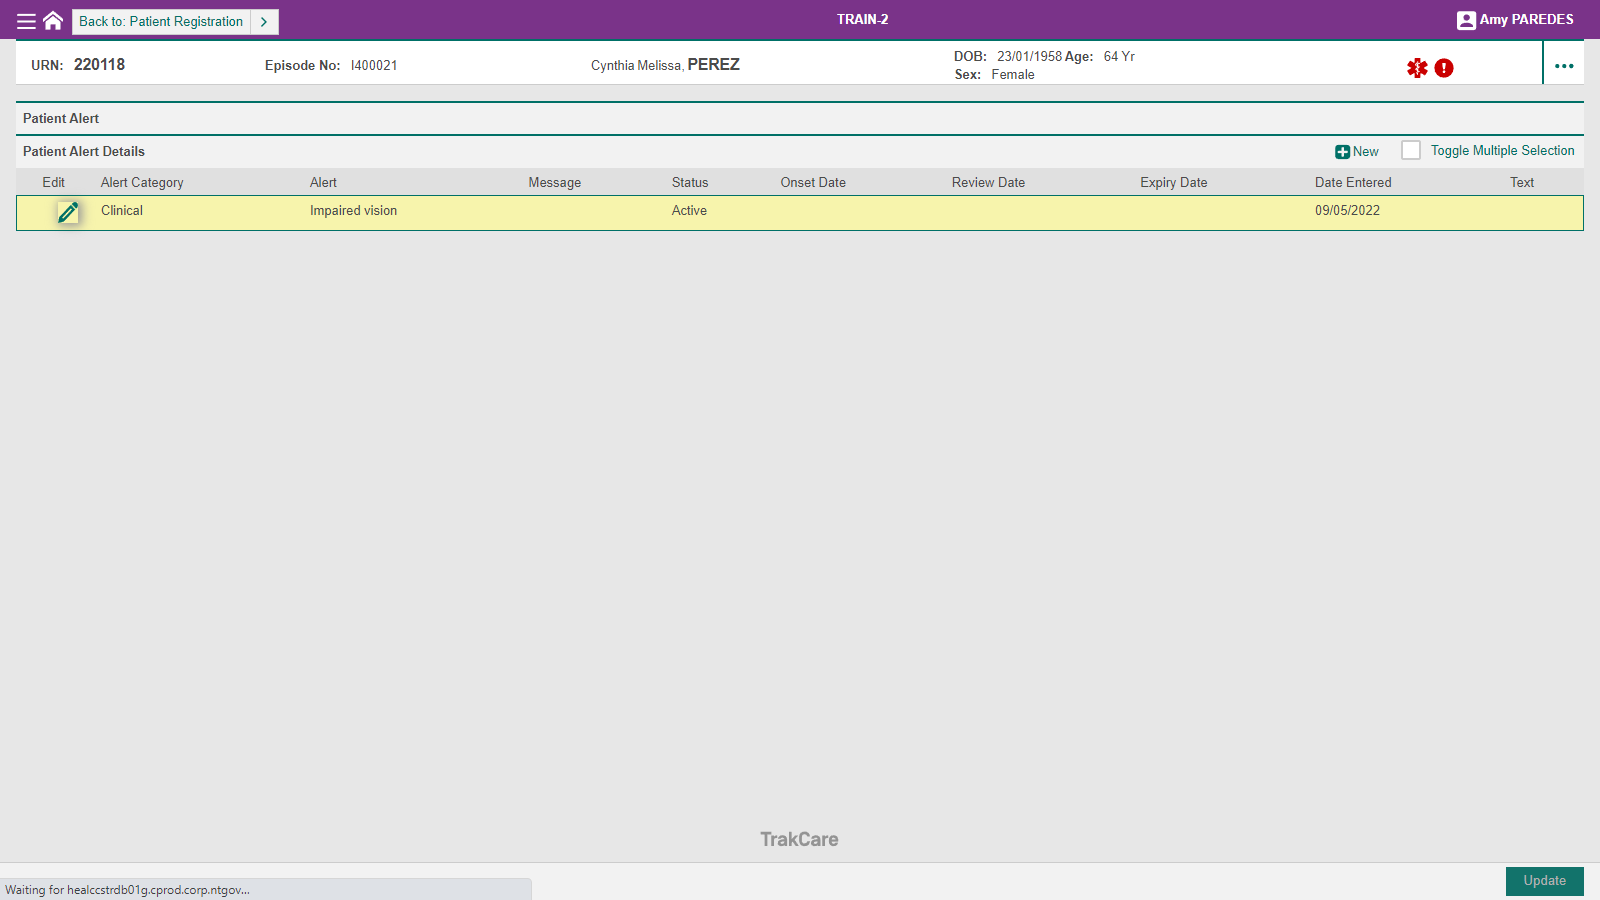 Back to: Patient Registration
TRAIN-2
Amy PAREDES
URN: 220118 Episode No: I400021 Cynthia Melissa, PEREZ DOB: 23/01/1958 Age: 64 Yr
Sex: Female
Patient Alert
Patient Alert Details New Toggle Multiple Selection
Edit Alert Category Alert Message Status Onset Date Review Date Expiry Date Date Entered Text
Clinical Impaired vision Active 09/05/2022
TrakCare
Waiting for healccstrdb01g.cprod.corp.ntgov...
Update